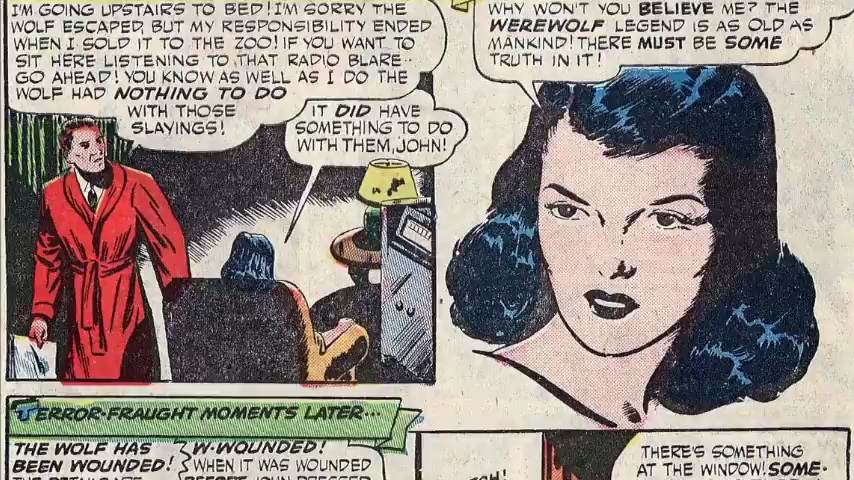 I'M GOING UPSTAIRS TO BED! I'M SORRY THE
WOLF ESCAPED, BUT MY RESPONSIBILITY ENDED
WHEN I SOLD IT TO THE ZOO! IF YOU WANT TO
SIT HERE LISTENING TO THAT RADIO BLARE--
GO AHEAD! YOU KNOW AS WELL AS I DO THE
WOLF HAD NOTHING TO DO
WITH THOSE
SLAYINGS!
IT DID HAVE
SOMETHING TO DO
WITH THEM, JOHN!
WHY WON'T YOU BELIEVE ME? THE
WEREWOLF LEGEND IS AS OLD AS
MANKIND! THERE MUST BE SOME
TRUTH IN IT!
TERROR-FRAUGHT MOMENTS LATER...
THE WOLF HAS
BEEN WOUNDED!
W-WOUNDED!
WHEN IT WAS WOUNDED
BEFORE JOHN DRESSED
THERE'S SOMETHING
AT THE WINDOW! SOME-